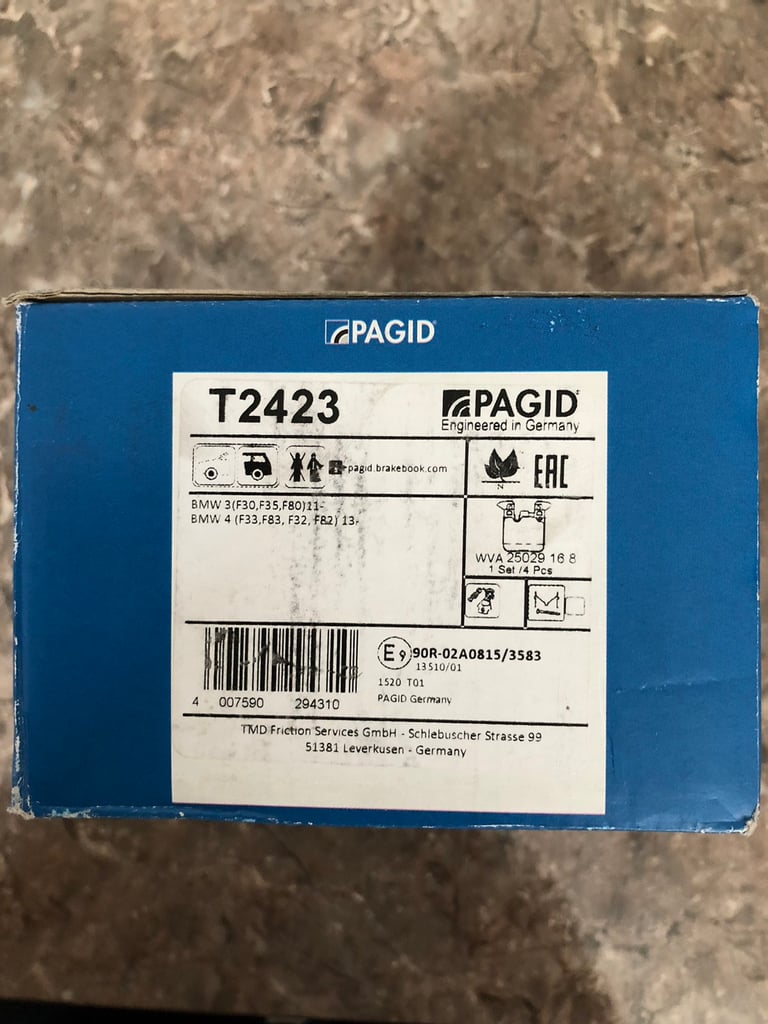 PAGID
T2423
PAGID
Engineered in Germany
pagid.brakebook.com
N
EAC
BMW 3(F30,F35,F80)11-
BMW 4 (F33,F83, F32, F82) 13-
WVA 25029 16 8
1 Set /4 Pcs
E9 90R-02A0815/3583
13510/01
1520 T01
PAGID Germany
4 007590 294310
TMD Friction Services GmbH - Schlebuscher Strasse 99
51381 Leverkusen - Germany